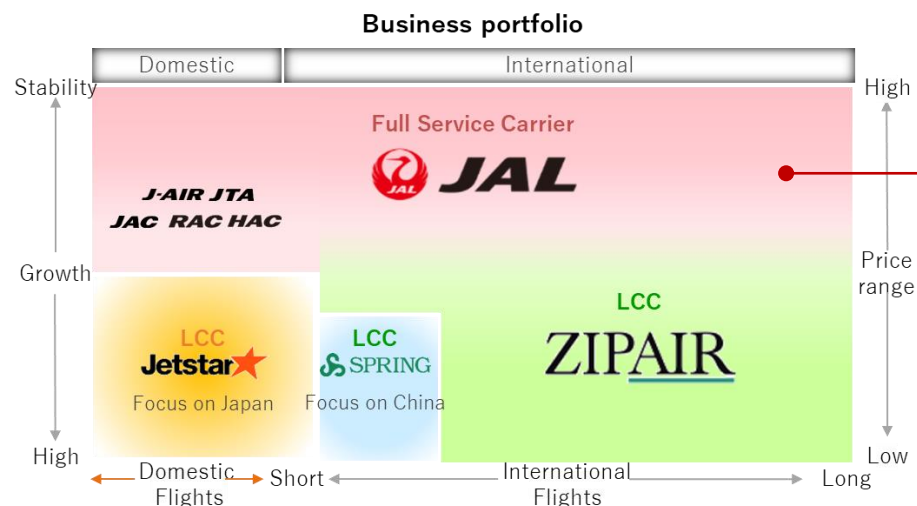 Business portfolio
Domestic
International
Stability
High
Full Service Carrier
JAL JAL
J-AIR JTA
JAC RAC HAC
Growth
Price
range
LCC
LCC
LCC
Jetstar
SPRING
ZIPAIR
Focus on Japan
Focus on China
High
Low
Domestic
Flights
Short
International
Flights
Long